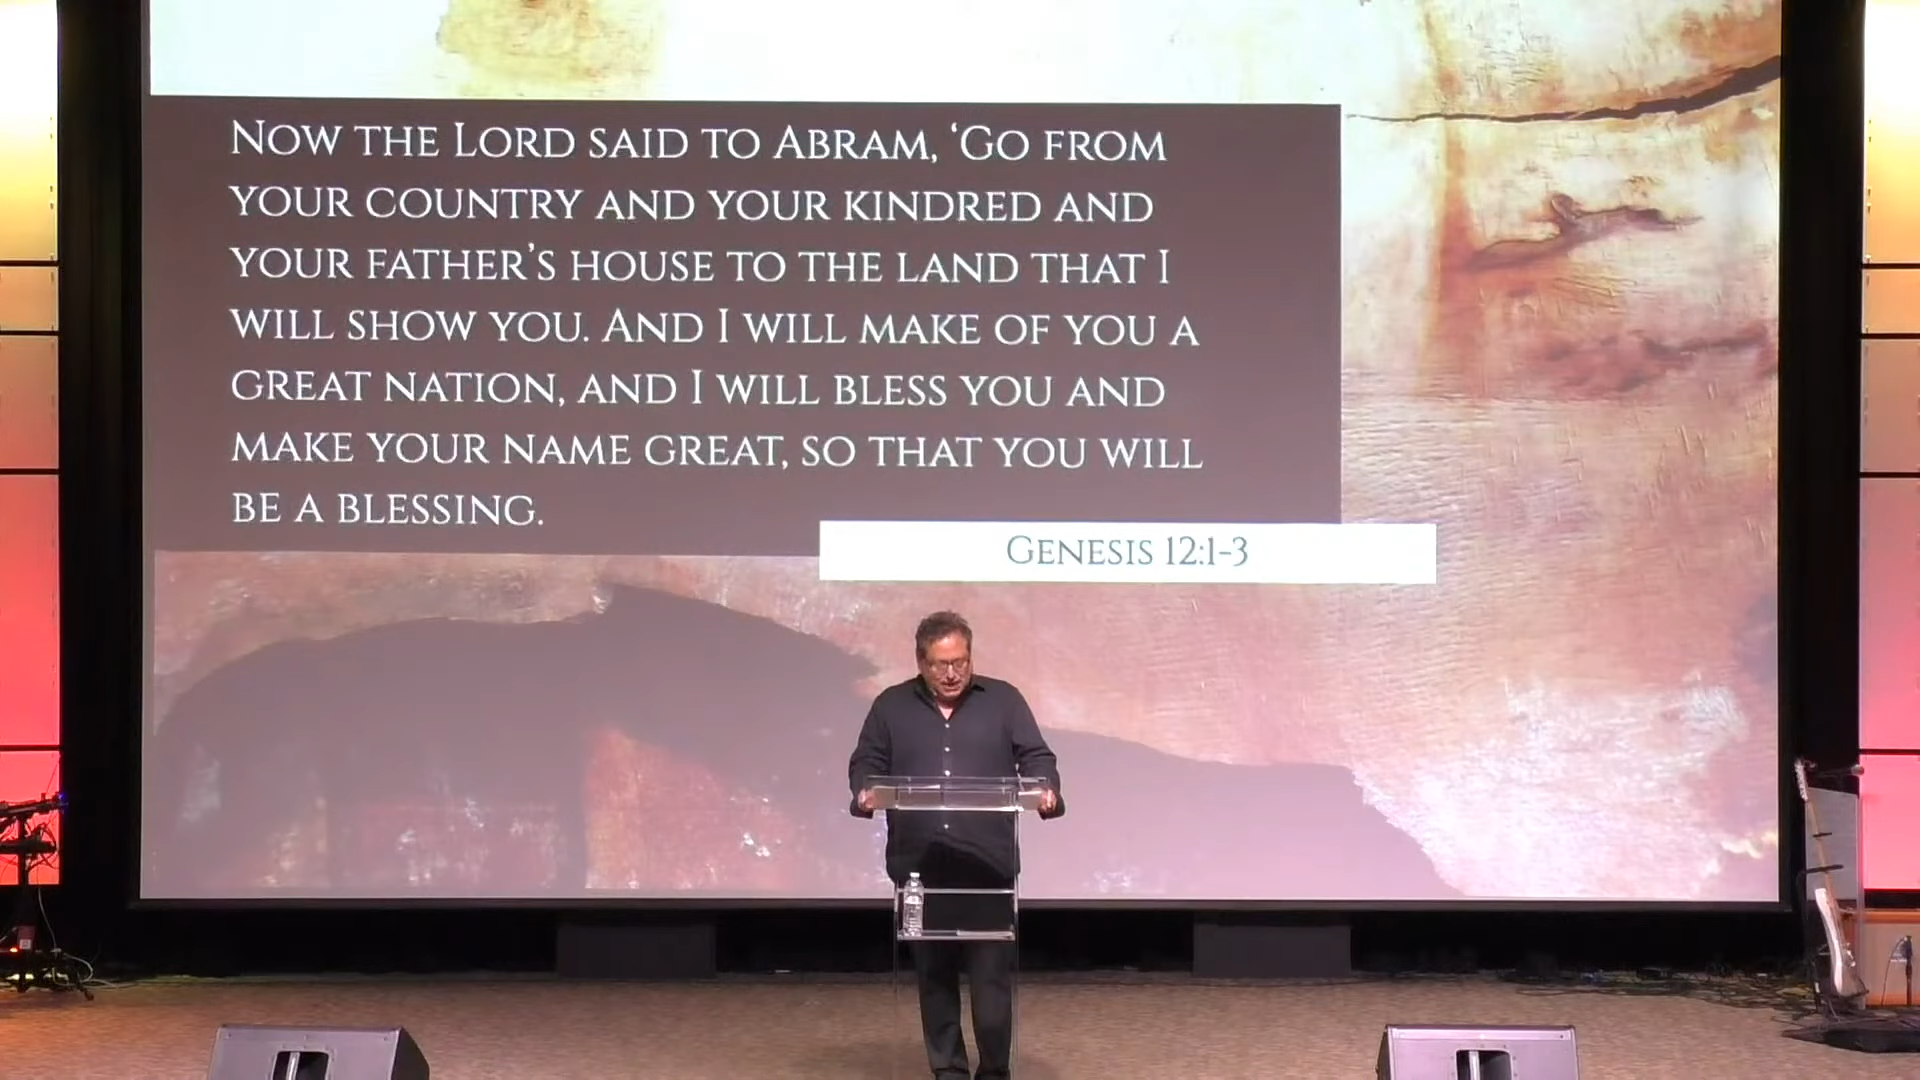 Now the Lord said to Abram, ‘Go from
your country and your kindred and
your father’s house to the land that I
will show you. And I will make of you a
great nation, and I will bless you and
make your name great, so that you will
be a blessing.
Genesis 12:1-3